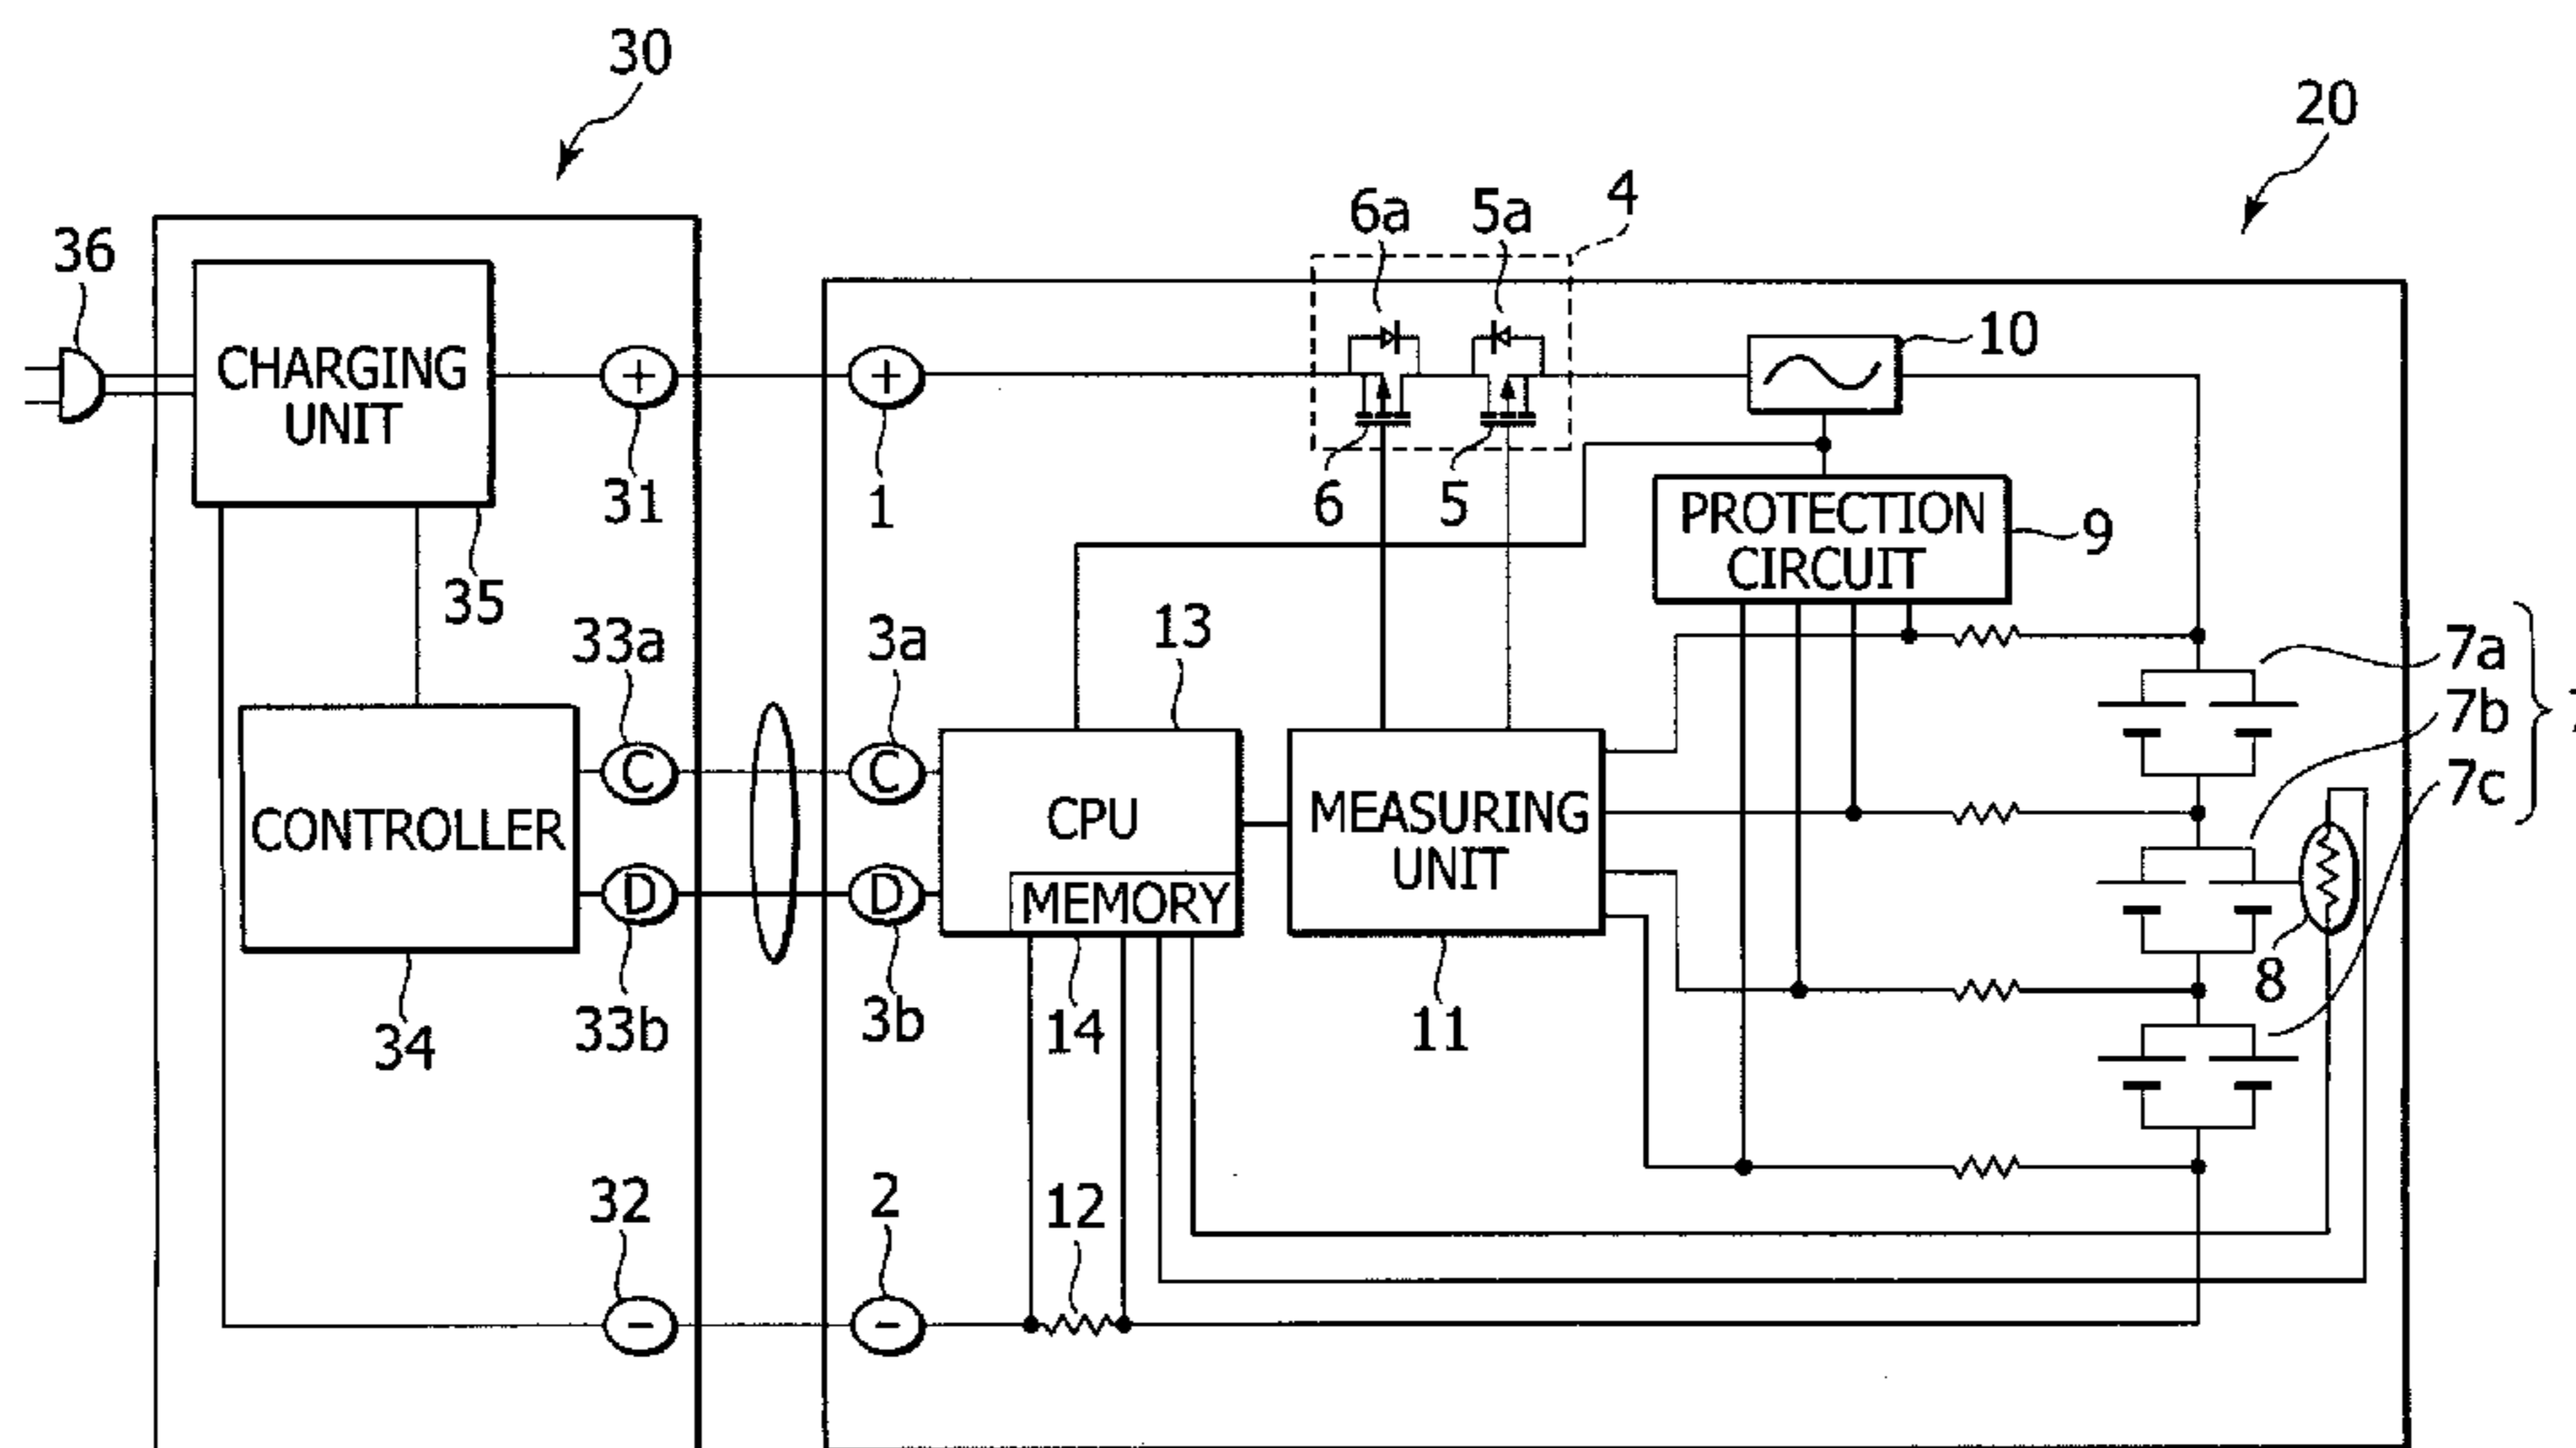 30
20
36
6a
5a
4
10
CHARGING
UNIT
+
+
31
1
6
5
PROTECTION
CIRCUIT
9
35
33a
3a
13
7a
7b
7c
C
C
CONTROLLER
CPU
MEASURING
UNIT
D
D
MEMORY
8
34
33b
3b
14
11
32
2
12
-
-